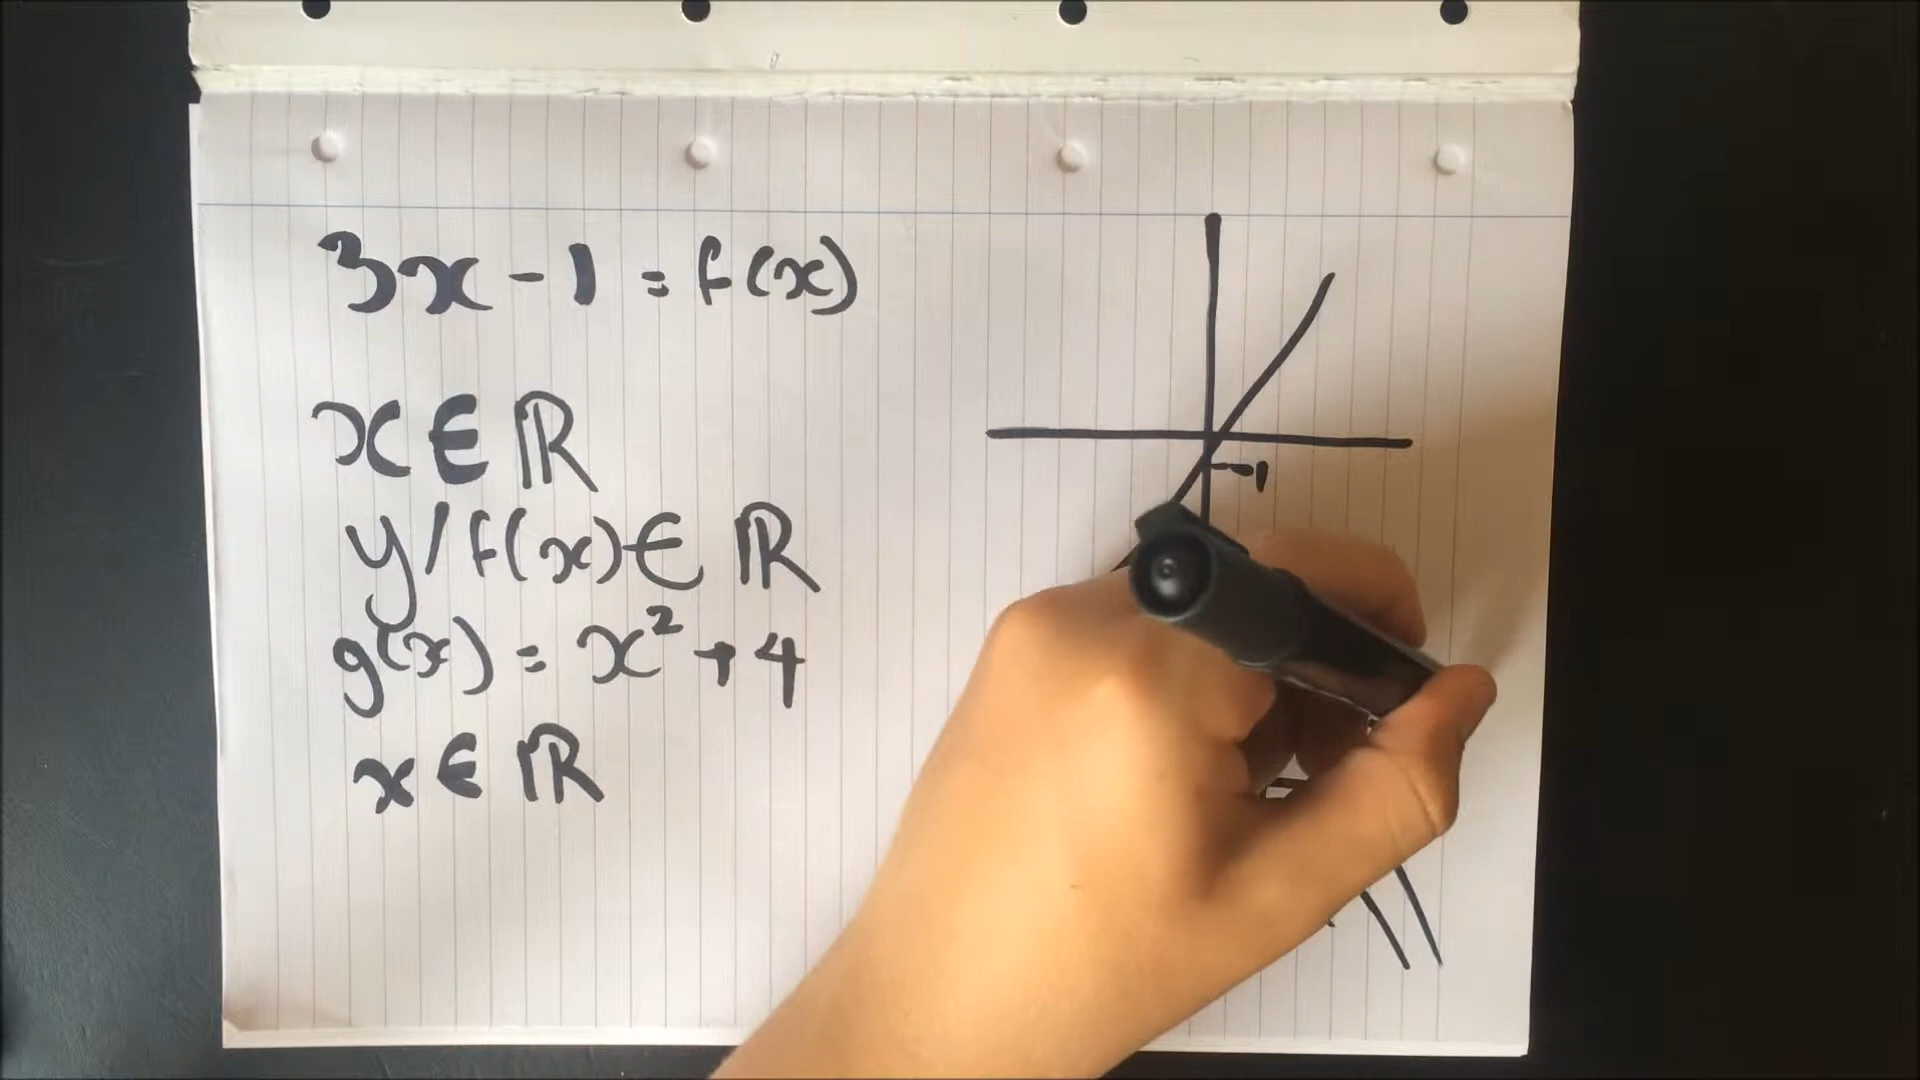 3x - 1 = f(x)
x ∈ ℝ
y/f(x) ∈ ℝ
g(x) = x² + 4
x ∈ ℝ
-1